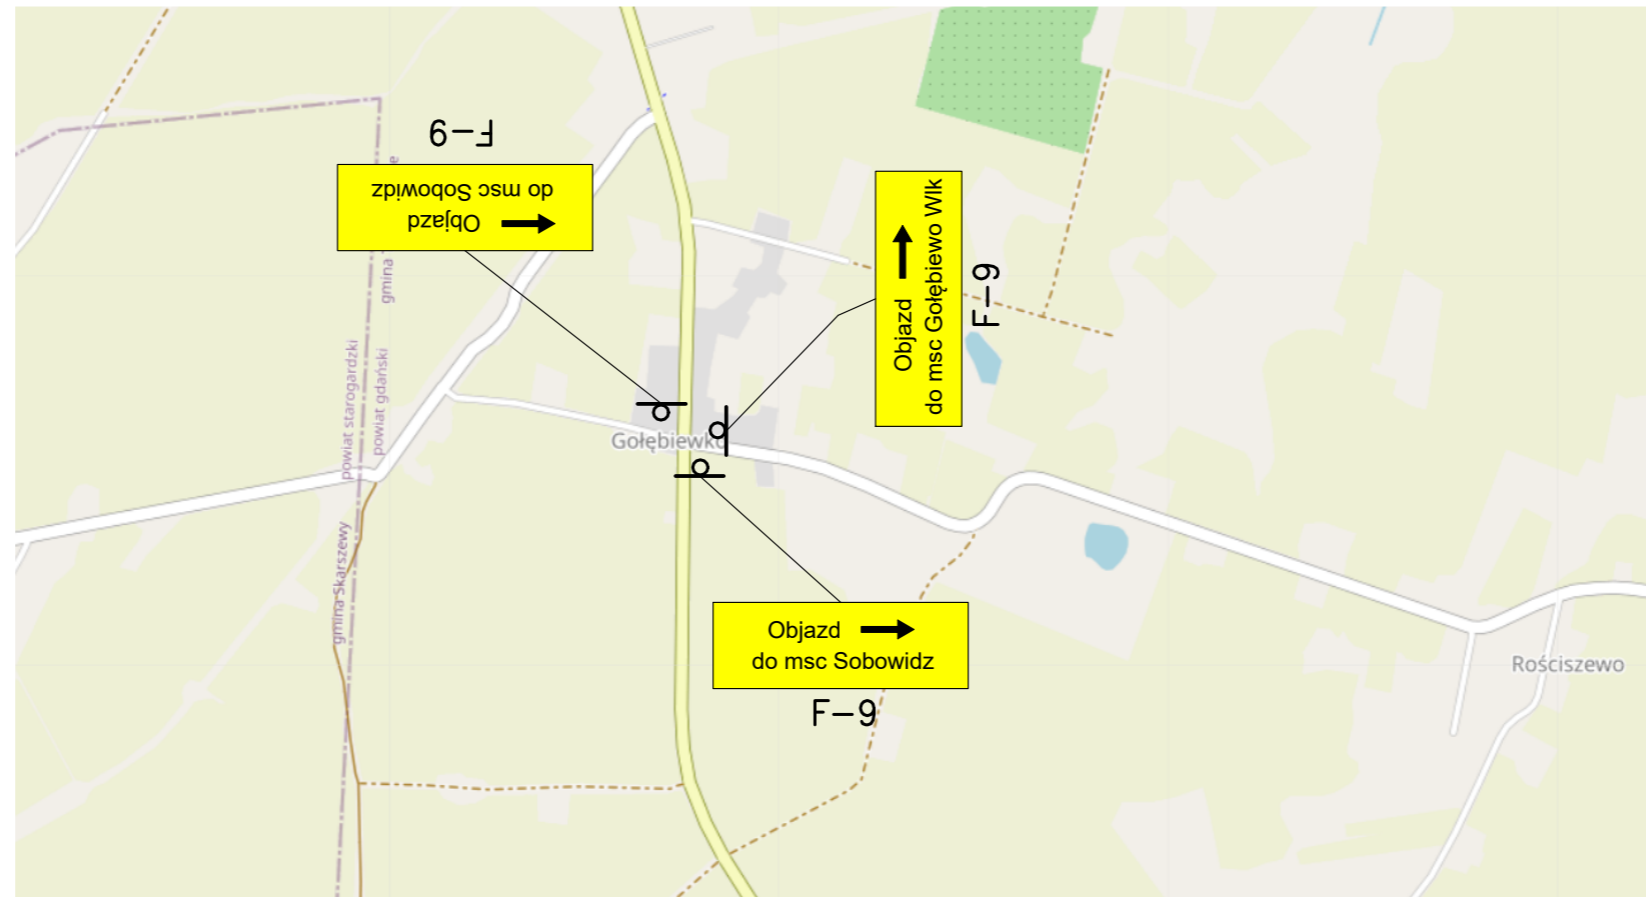 F-9
Objazd
do msc Sobowidz
Objazd
do msc Gołębiewo Wlk
F-9
gmina
powiat starogardzki
powiat gdański
gmina Skarszewy
Gołębiewko
Objazd
do msc Sobowidz
F-9
Rościszewo